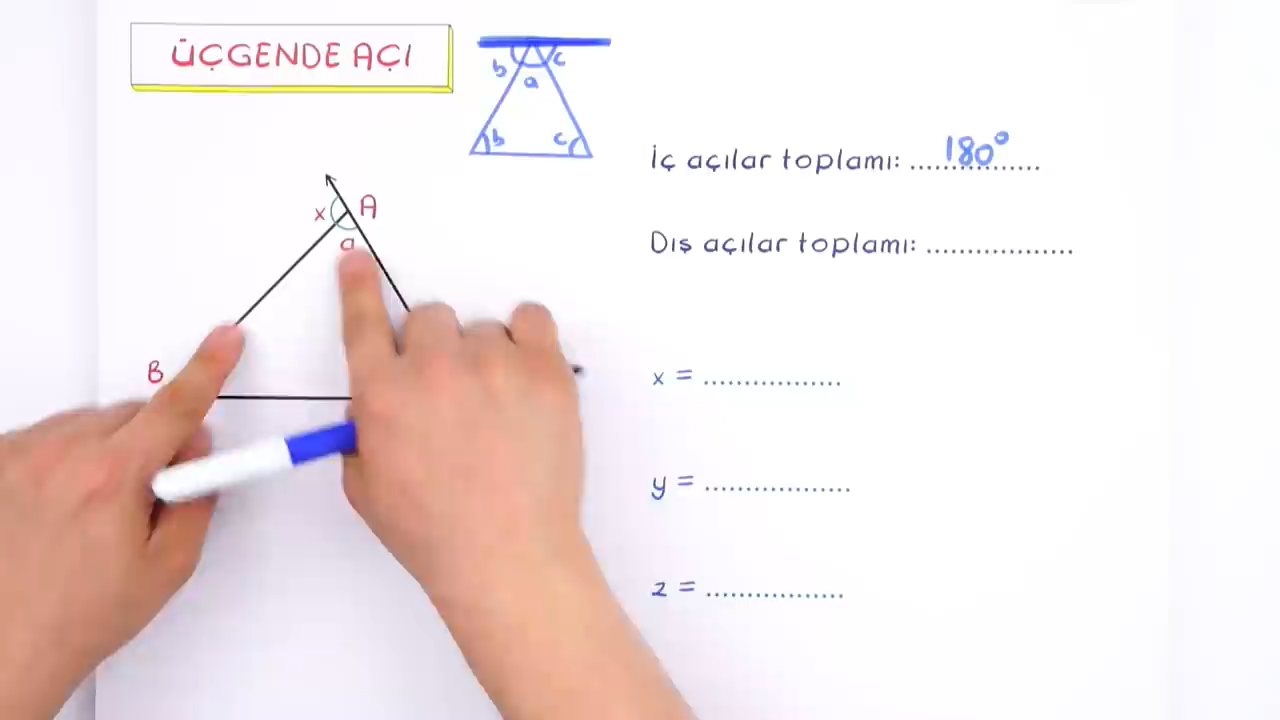 ÜÇGENDE AÇI
b a c
b c
İç açılar toplamı: ....180°....
Dış açılar toplamı: ..................
x A
a
B
x = .................
y = ..................
z = .................